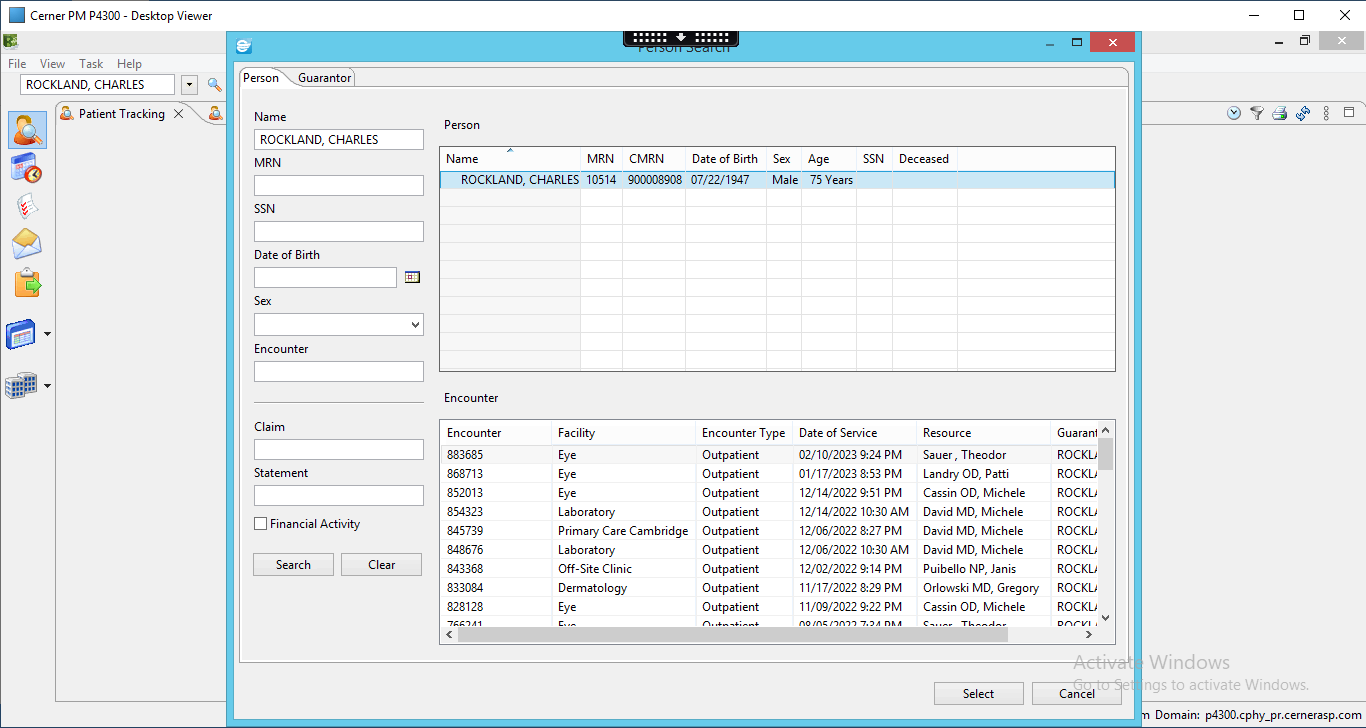 Cerner PM P4300 - Desktop Viewer
Person Search
File View Task Help
ROCKLAND, CHARLES
Patient Tracking
Person Guarantor
Name
ROCKLAND, CHARLES
MRN
SSN
Date of Birth
Sex
Encounter
Claim
Statement
Financial Activity
Search Clear
Person
Name MRN CMRN Date of Birth Sex Age SSN Deceased
ROCKLAND, CHARLES 10514 900008908 07/22/1947 Male 75 Years
Encounter
Encounter Facility Encounter Type Date of Service Resource Guarant
883685 Eye Outpatient 02/10/2023 9:24 PM Sauer , Theodor ROCKLA
868713 Eye Outpatient 01/17/2023 8:53 PM Landry OD, Patti ROCKLA
852013 Eye Outpatient 12/14/2022 9:51 PM Cassin OD, Michele ROCKLA
854323 Laboratory Outpatient 12/14/2022 10:30 AM David MD, Michele ROCKLA
845739 Primary Care Cambridge Outpatient 12/06/2022 8:27 PM David MD, Michele ROCKLA
848676 Laboratory Outpatient 12/06/2022 10:30 AM David MD, Michele ROCKLA
843368 Off-Site Clinic Outpatient 12/02/2022 9:14 PM Puibello NP, Janis ROCKLA
833084 Dermatology Outpatient 11/17/2022 8:29 PM Orlowski MD, Gregory ROCKLA
828128 Eye Outpatient 11/09/2022 9:22 PM Cassin OD, Michele ROCKLA
766241 Eye Outpatient 08/05/2022 7:34 PM Sauer , Theodor ROCKLA
Activate Windows
Go to Settings to activate Windows.
Select Cancel
m Domain: p4300.cphy_pr.cernerasp.com